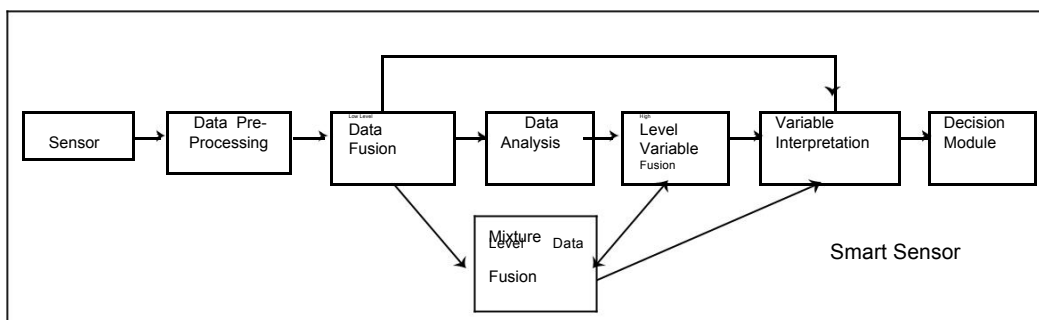 Sensor
Data Pre-
Processing
Low Level
Data
Fusion
Data
Analysis
High
Level
Variable
Fusion
Variable
Interpretation
Decision
Module
Mixture
Level Data
Fusion
Smart Sensor